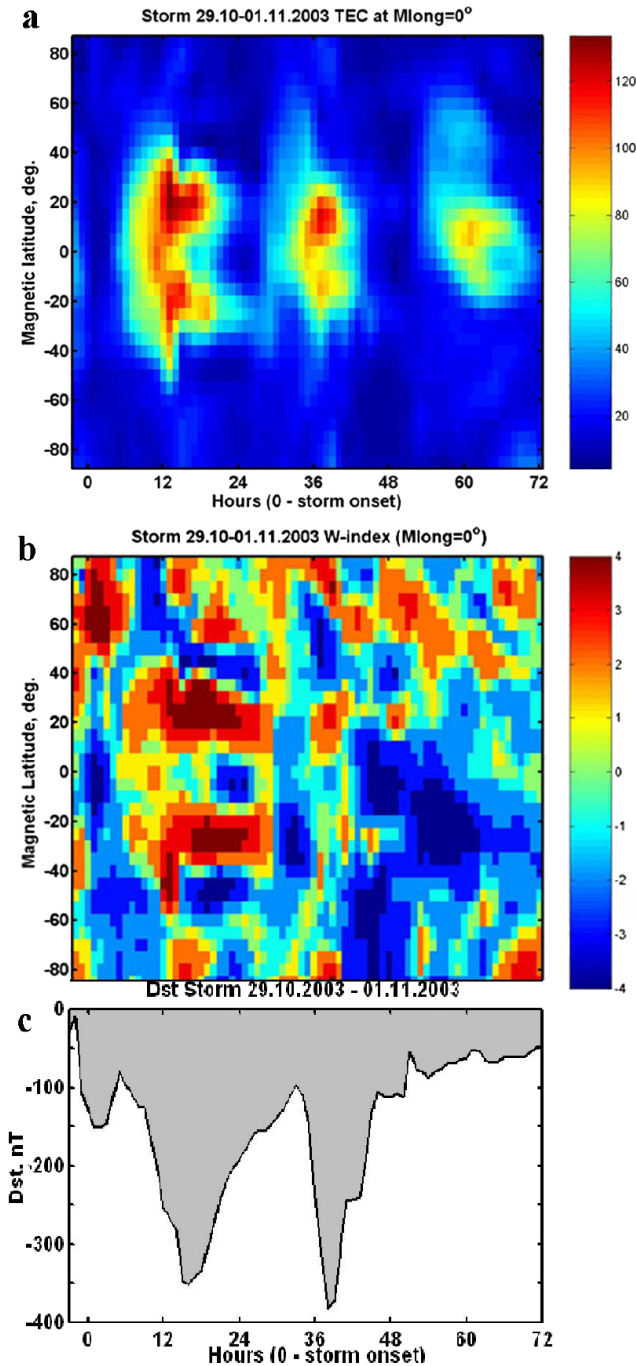 a
Storm 29.10-01.11.2003 TEC at Mlong=0°
Magnetic latitude, deg.
80
60
40
20
0
-20
-40
-60
-80
0 12 24 36 48 60 72
Hours (0 - storm onset)
120
100
80
60
40
20
b
Storm 29.10-01.11.2003 W-index (Mlong=0°)
Magnetic Latitude, deg.
80
60
40
20
0
-20
-40
-60
-80
4
3
2
1
0
-1
-2
-3
-4
Dst Storm 29.10.2003 - 01.11.2003
c
Dst. nT
0
-100
-200
-300
-400
0 12 24 36 48 60 72
Hours (0 - storm onset)